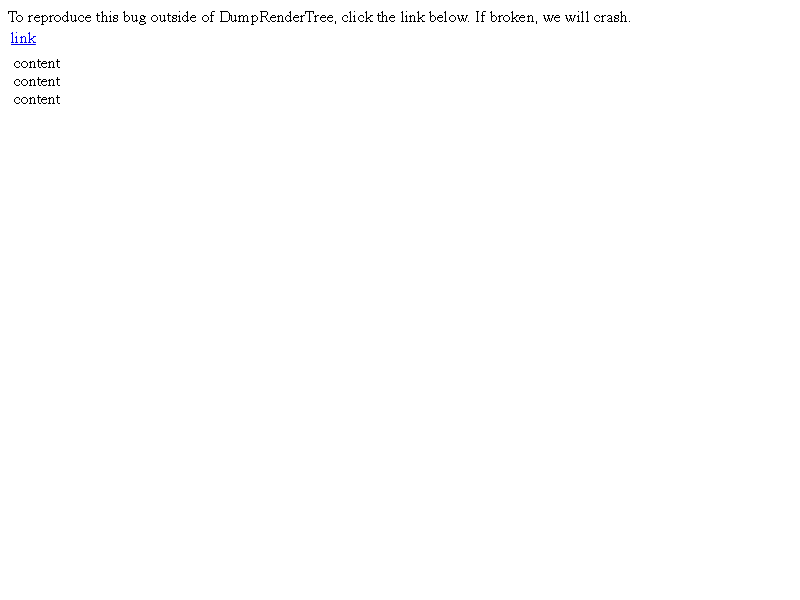 To reproduce this bug outside of DumpRenderTree, click the link below. If broken, we will crash.
link
content
content
content